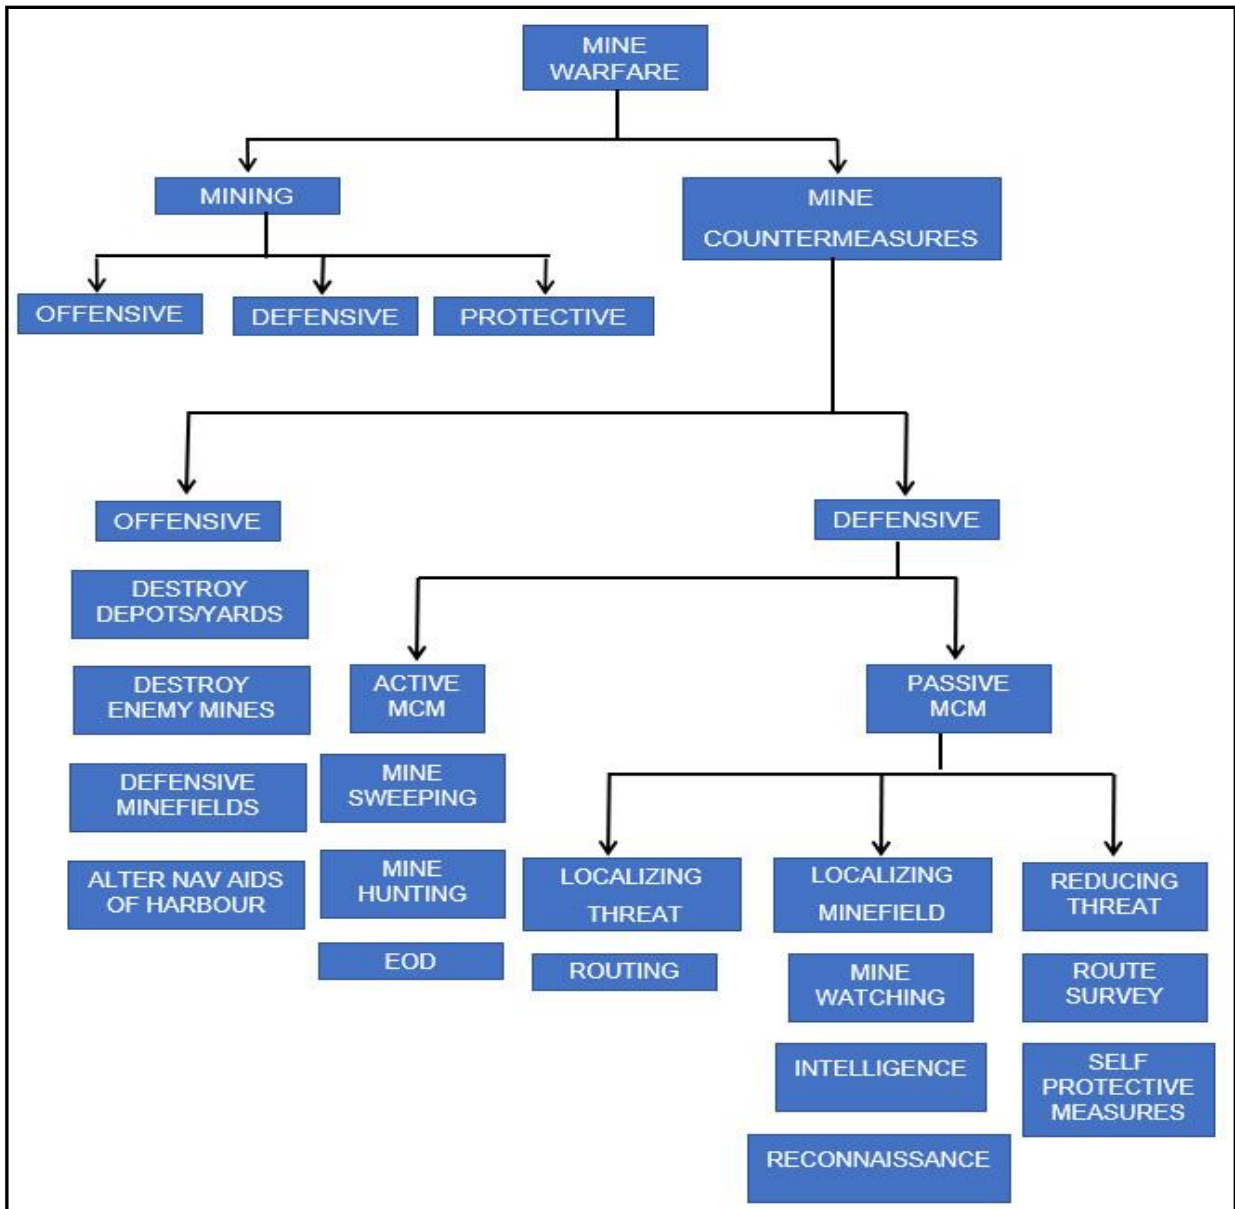 MINE
WARFARE
MINING
MINE
COUNTERMEASURES
OFFENSIVE
DEFENSIVE
PROTECTIVE
OFFENSIVE
DEFENSIVE
DESTROY
DEPOTS/YARDS
DESTROY
ENEMY MINES
DEFENSIVE
MINEFIELDS
ALTER NAV AIDS
OF HARBOUR
ACTIVE
MCM
MINE
SWEEPING
MINE
HUNTING
EOD
PASSIVE
MCM
LOCALIZING
THREAT
ROUTING
LOCALIZING
MINEFIELD
MINE
WATCHING
INTELLIGENCE
RECONNAISSANCE
REDUCING
THREAT
ROUTE
SURVEY
SELF
PROTECTIVE
MEASURES